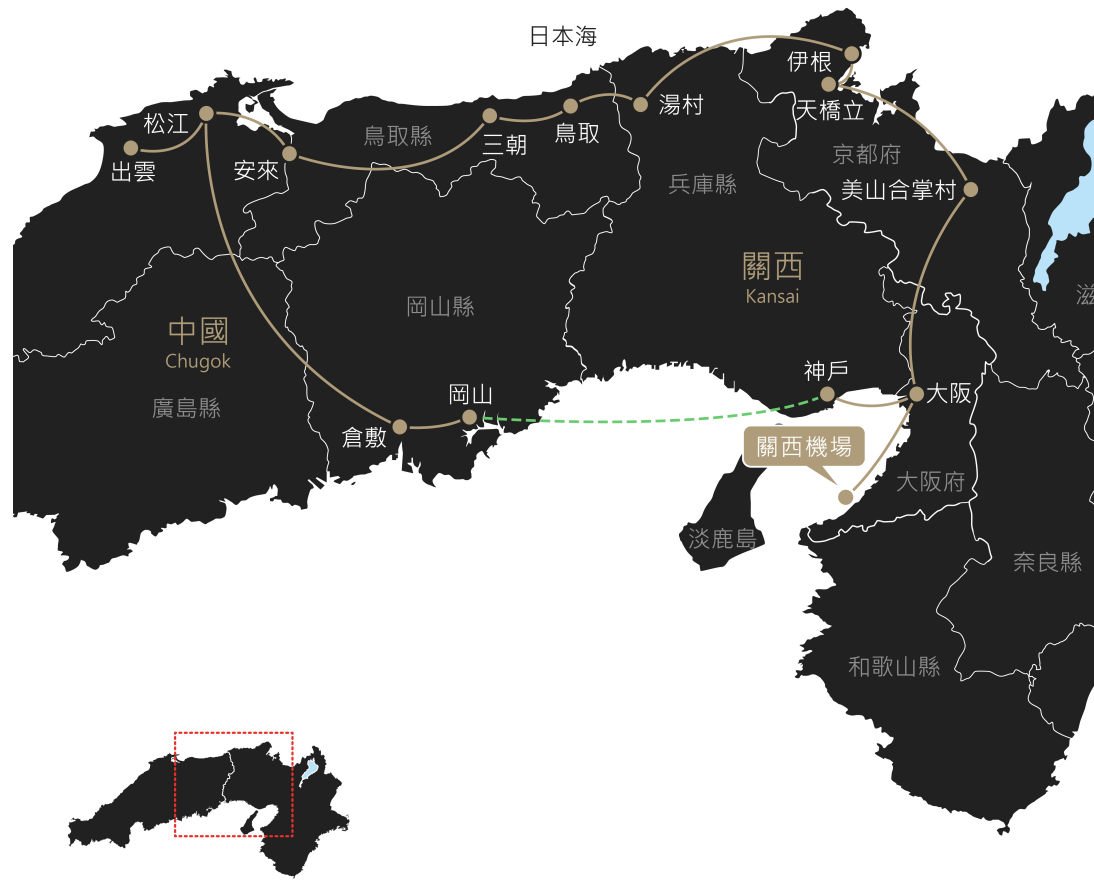 日本海
伊根
天橋立
湯村
松江
鳥取縣
三朝
鳥取
出雲
安來
京都府
兵庫縣
美山合掌村
關西
Kansai
岡山縣
中國
Chugok
廣島縣
神戶
岡山
大阪
倉敷
關西機場
大阪府
淡鹿島
奈良縣
和歌山縣
滋